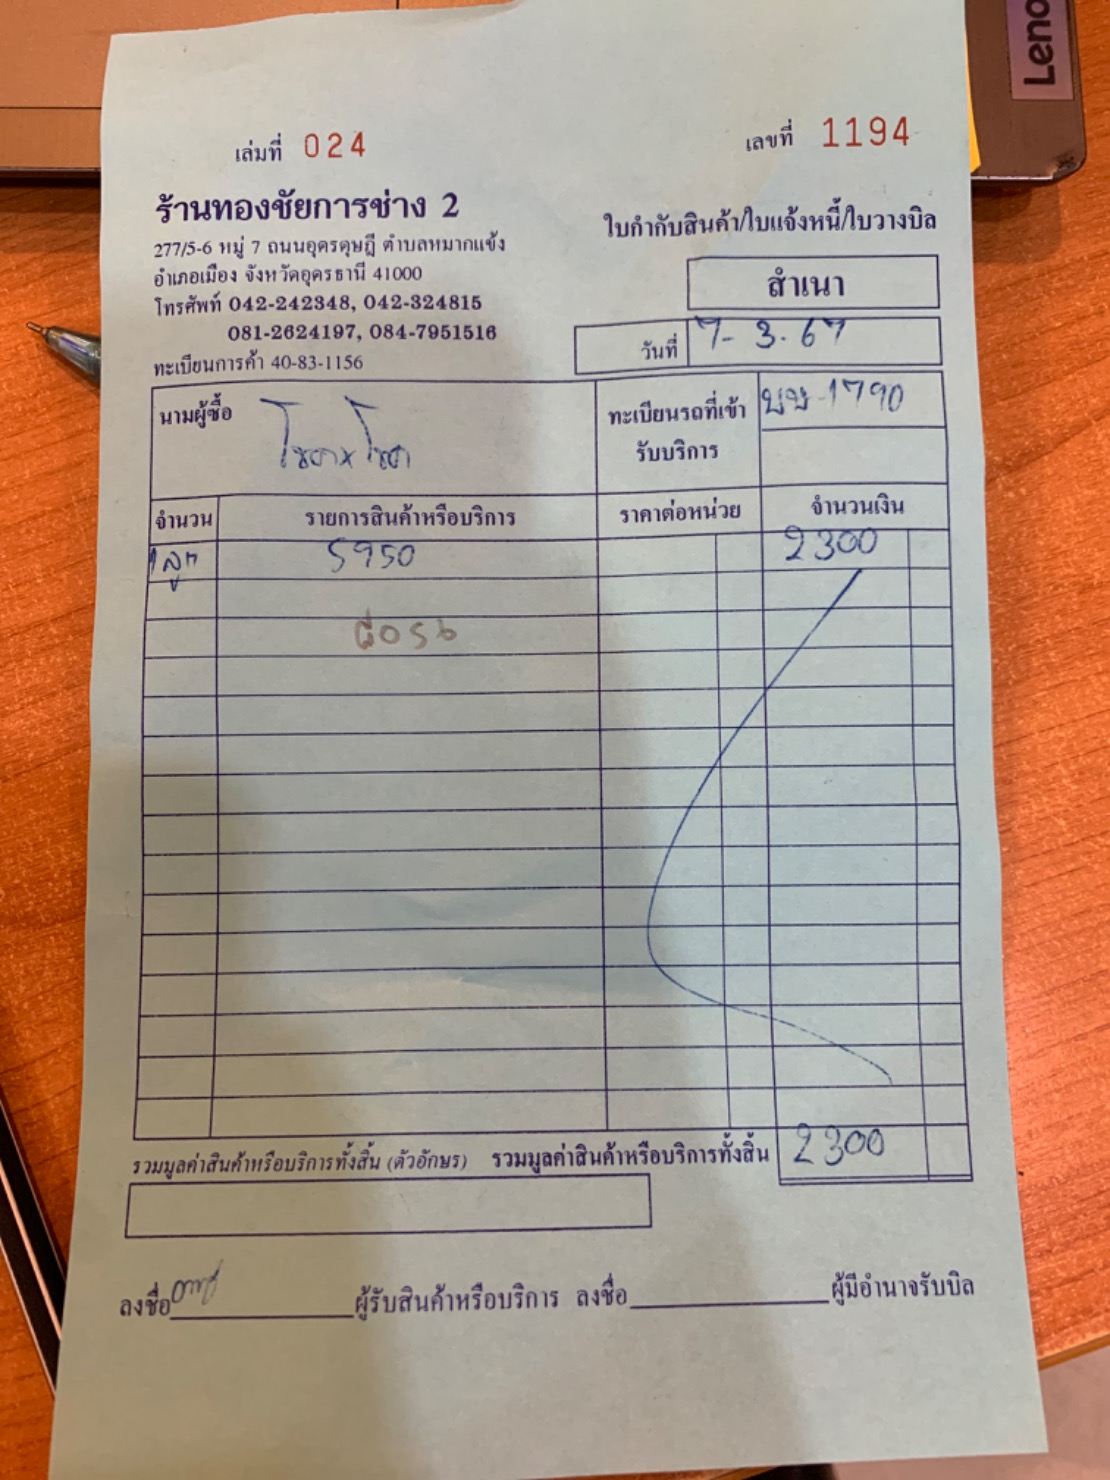 เล่มที่ 024
เลขที่ 1194
ร้านทองชัยการช่าง 2
277/5-6 หมู่ 7 ถนนอุดรดุษฎี ตำบลหมากแข้ง
อำเภอเมือง จังหวัดอุดรธานี 41000
โทรศัพท์ 042-242348, 042-324815
081-2624197, 084-7951516
ทะเบียนการค้า 40-83-1156
ใบกำกับสินค้า/ใบแจ้งหนี้/ใบวางบิล
สำเนา
วันที่ 7-3-67
นามผู้ซื้อ โชคxโชค
ทะเบียนรถที่เข้า
รับบริการ
บษ-1790
จำนวน รายการสินค้าหรือบริการ ราคาต่อหน่วย จำนวนเงิน
1 ลูก 5950 2300
รวมมูลค่าสินค้าหรือบริการทั้งสิ้น (ตัวอักษร) รวมมูลค่าสินค้าหรือบริการทั้งสิ้น 2300
ลงชื่อ ผู้รับสินค้าหรือบริการ ลงชื่อ ผู้มีอำนาจรับบิล
Leno